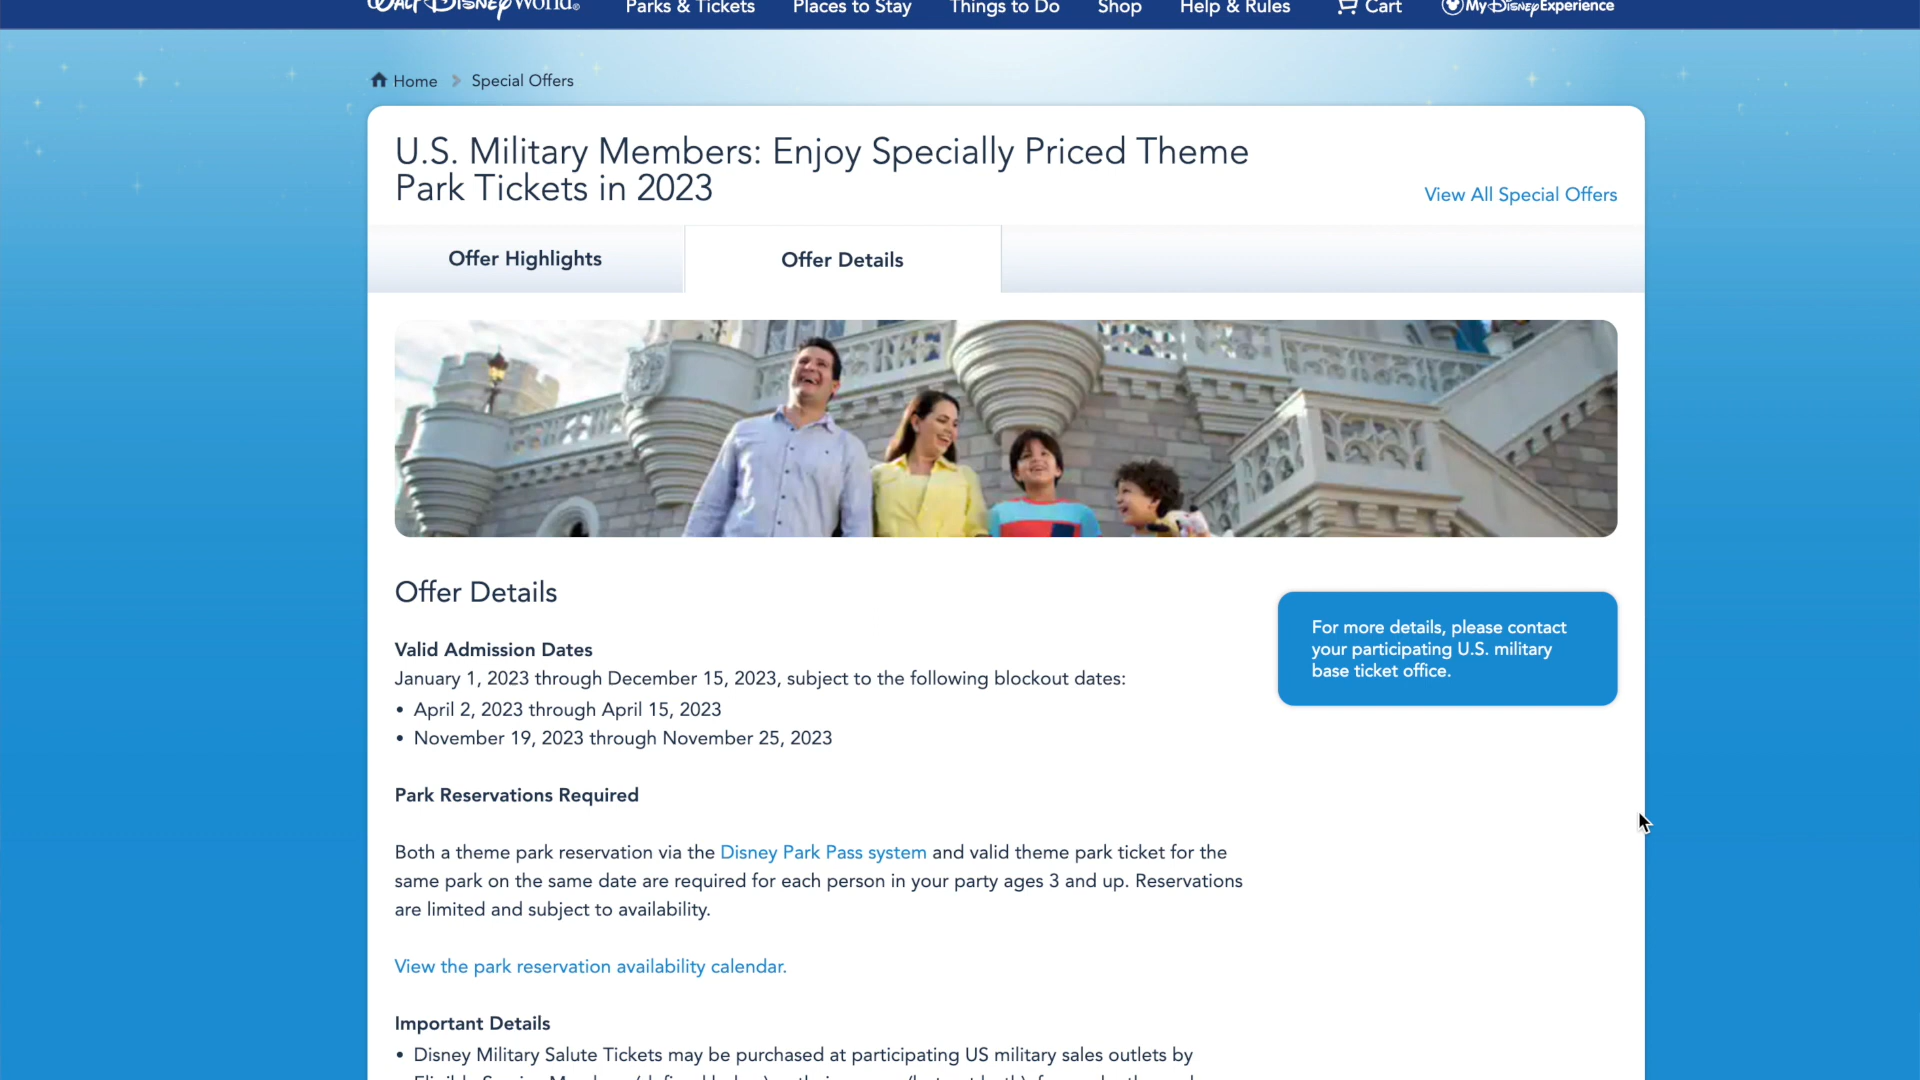 Walt Disney World®
Parks & Tickets
Places to Stay
Things to Do
Shop
Help & Rules
Cart
My Disney Experience
Home
Special Offers
U.S. Military Members: Enjoy Specially Priced Theme
Park Tickets in 2023
View All Special Offers
Offer Highlights
Offer Details
Offer Details
Valid Admission Dates
January 1, 2023 through December 15, 2023, subject to the following blockout dates:
• April 2, 2023 through April 15, 2023
• November 19, 2023 through November 25, 2023
For more details, please contact
your participating U.S. military
base ticket office.
Park Reservations Required
Both a theme park reservation via the Disney Park Pass system and valid theme park ticket for the
same park on the same date are required for each person in your party ages 3 and up. Reservations
are limited and subject to availability.
View the park reservation availability calendar.
Important Details
• Disney Military Salute Tickets may be purchased at participating US military sales outlets by